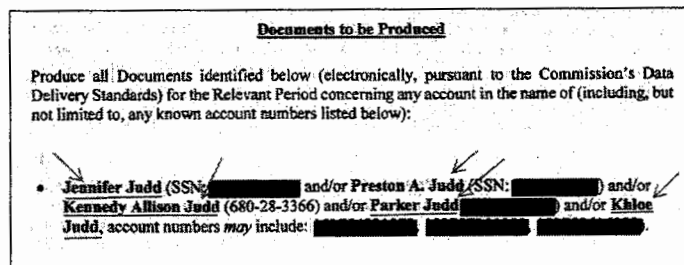 Documents to be Produced
Produce all Documents identified below (electronically, pursuant to the Commission's Data
Delivery Standards) for the Relevant Period concerning any account in the name of (including, but
not limited to, any known account numbers listed below):
• Jennifer Judd (SSN: and/or Preston A. Judd (SSN: ) and/or
Kennedy Allison Judd (680-28-3366) and/or Parker Judd ) and/or Khloe
Judd, account numbers may include: , , .